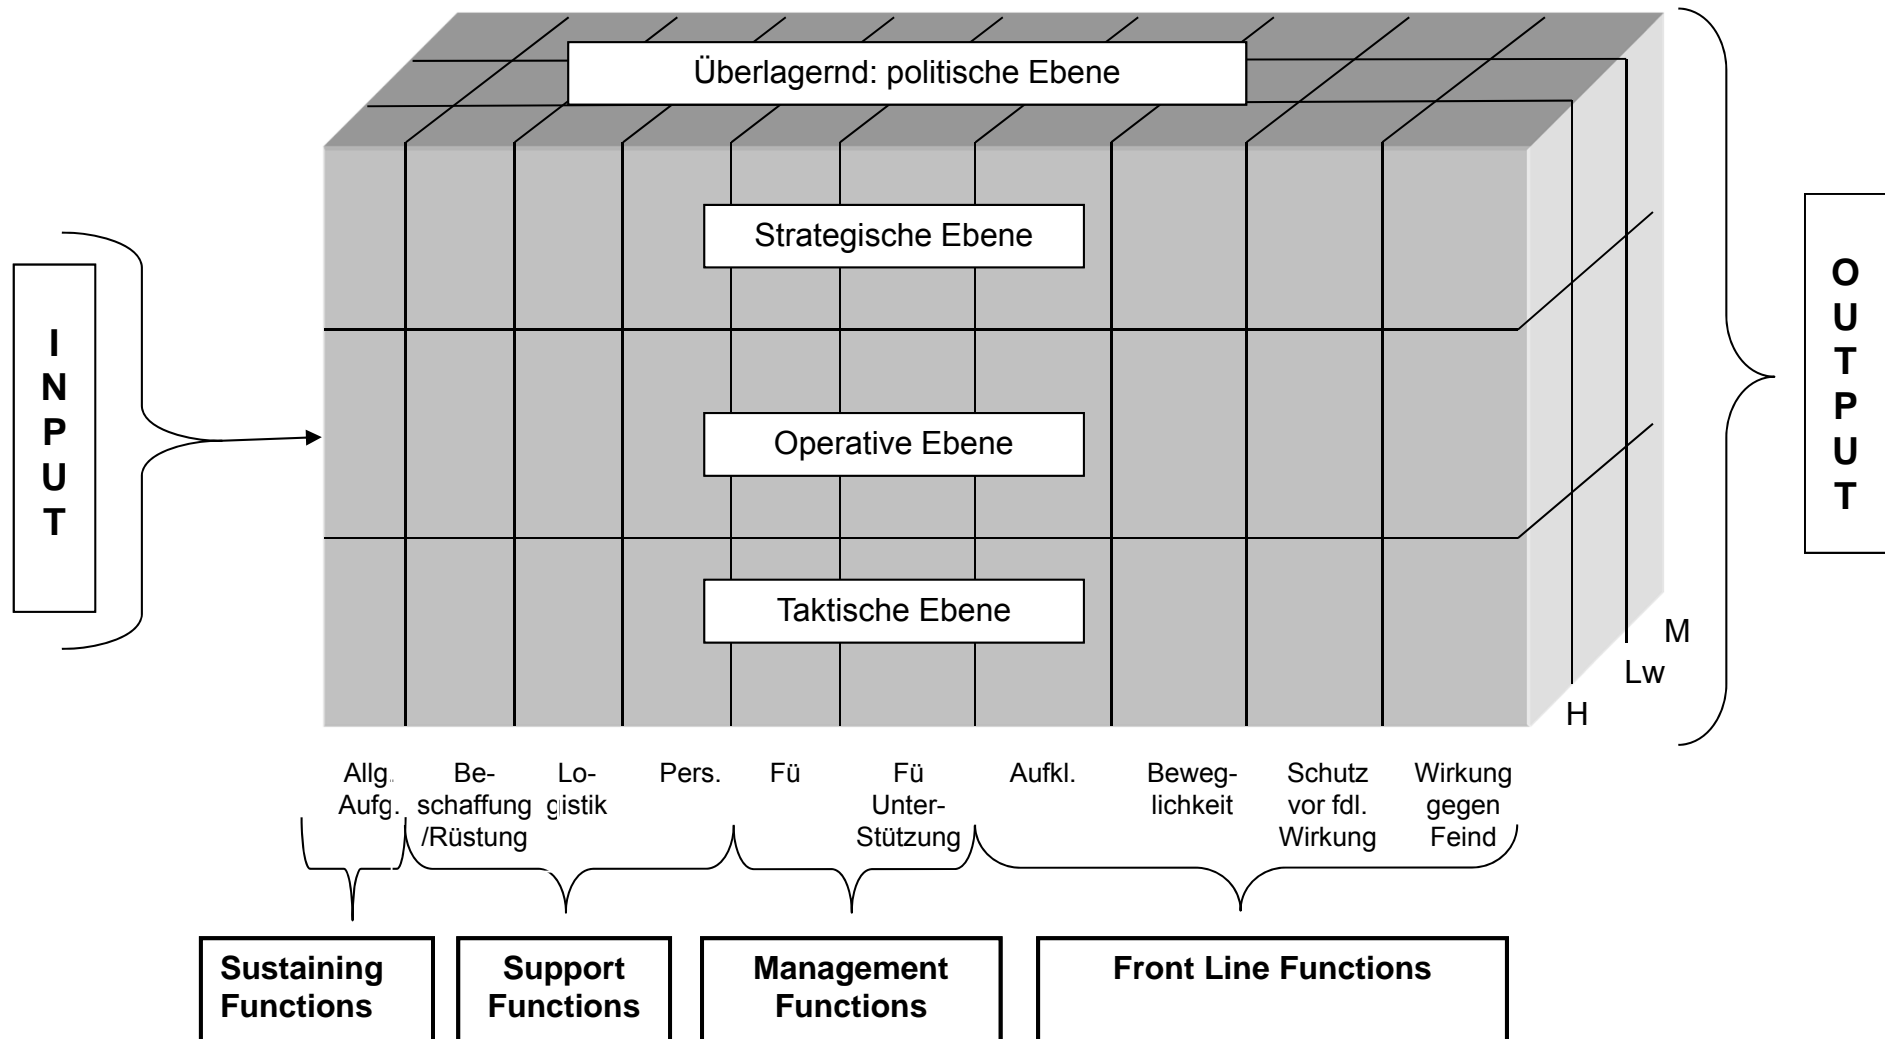 Überlagernd: politische Ebene
Strategische Ebene
Operative Ebene
Taktische Ebene
INPUT
OUTPUT
M
Lw
H
Allg.
Aufg.
Be-
schaffung
/Rüstung
Lo-
gistik
Pers.
Fü
Fü
Unter-
Stützung
Aufkl.
Beweg-
lichkeit
Schutz
vor fdl.
Wirkung
Wirkung
gegen
Feind
Sustaining
Functions
Support
Functions
Management
Functions
Front Line Functions